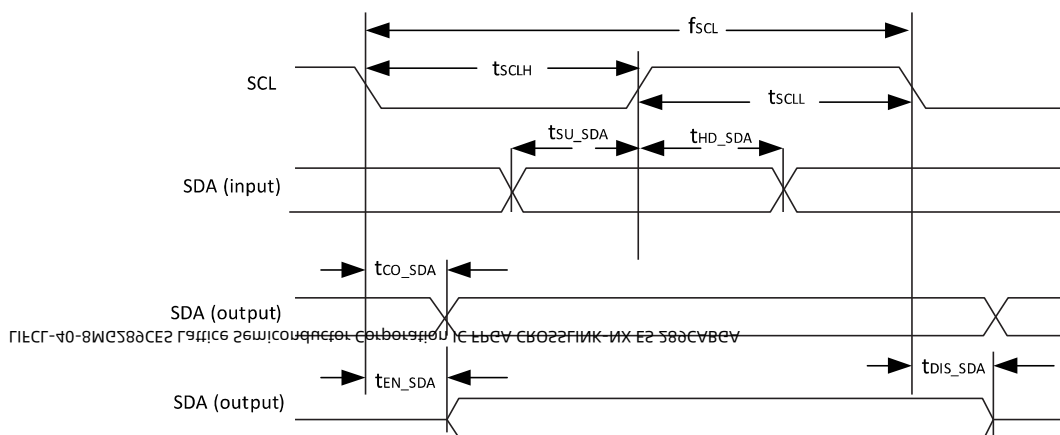 fSCL
SCL
tSCLH
tSCLL
tSU_SDA
tHD_SDA
SDA (input)
tCO_SDA
SDA (output)
LIFCL-40-8MG289CES Lattice Semiconductor Corporation IC FPGA CROSSLINK-NX ES 289CABGA
tEN_SDA
tDIS_SDA
SDA (output)